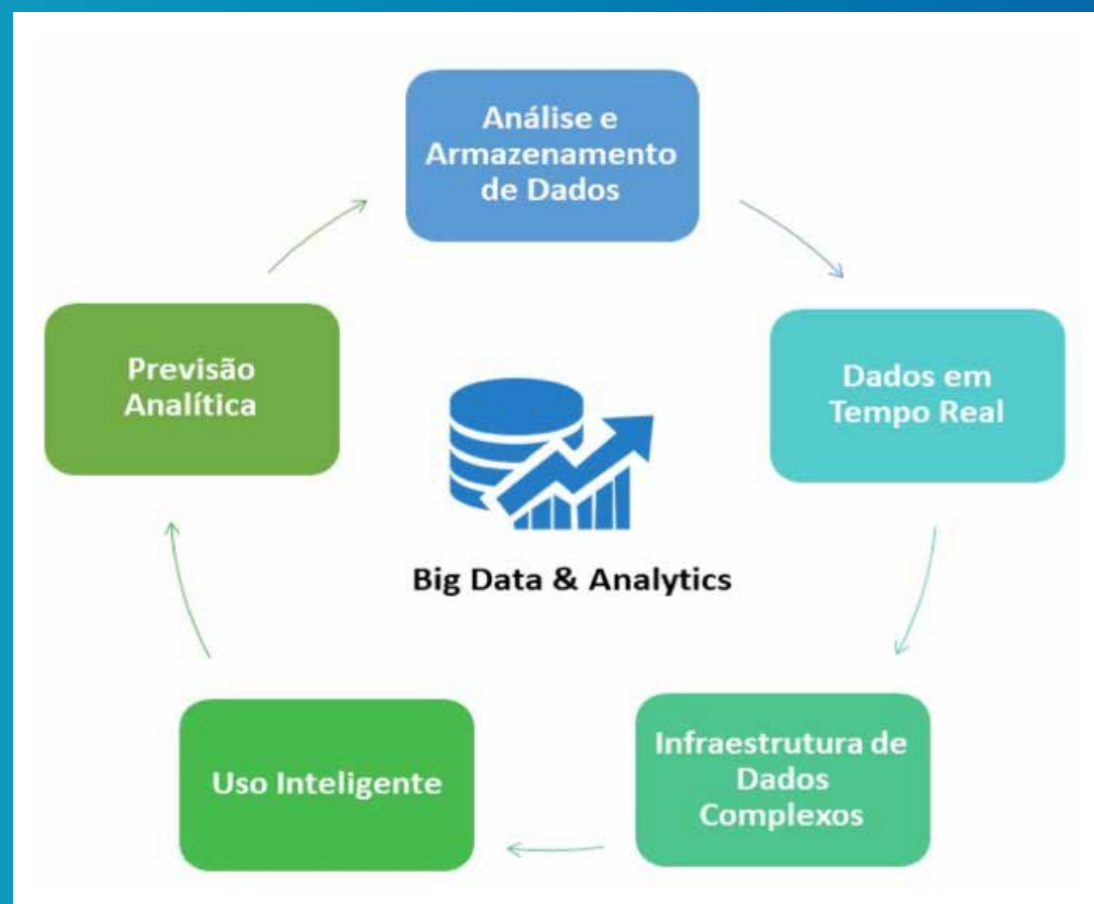 Análise e
Armazenamento
de Dados
Dados em
Tempo Real
Infraestrutura de
Dados
Complexos
Uso Inteligente
Previsão
Analítica
Big Data & Analytics